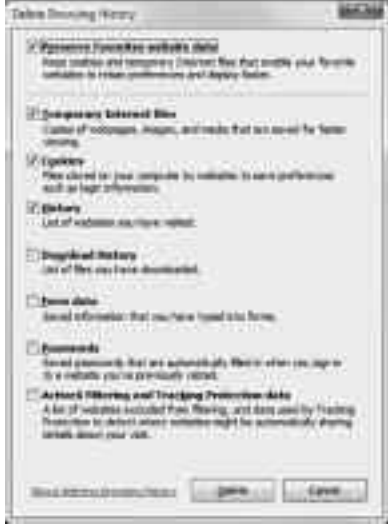 Delete Browsing History
Preserve Favorites website data
Keep cookies and temporary Internet files that enable your favorite
websites to retain preferences and display faster.
Temporary Internet files
Copies of webpages, images, and media that are saved for faster
viewing.
Cookies
Files stored on your computer by websites to save preferences
such as login information.
History
List of websites you have visited.
Download History
List of files you have downloaded.
Form data
Saved information that you have typed into forms.
Passwords
Saved passwords that are automatically filled in when you sign in
to a website you've previously visited.
ActiveX Filtering and Tracking Protection data
A list of websites excluded from filtering, and data used by Tracking
Protection to detect where websites might be automatically sharing
details about your visit.
About deleting browsing history
Delete
Cancel